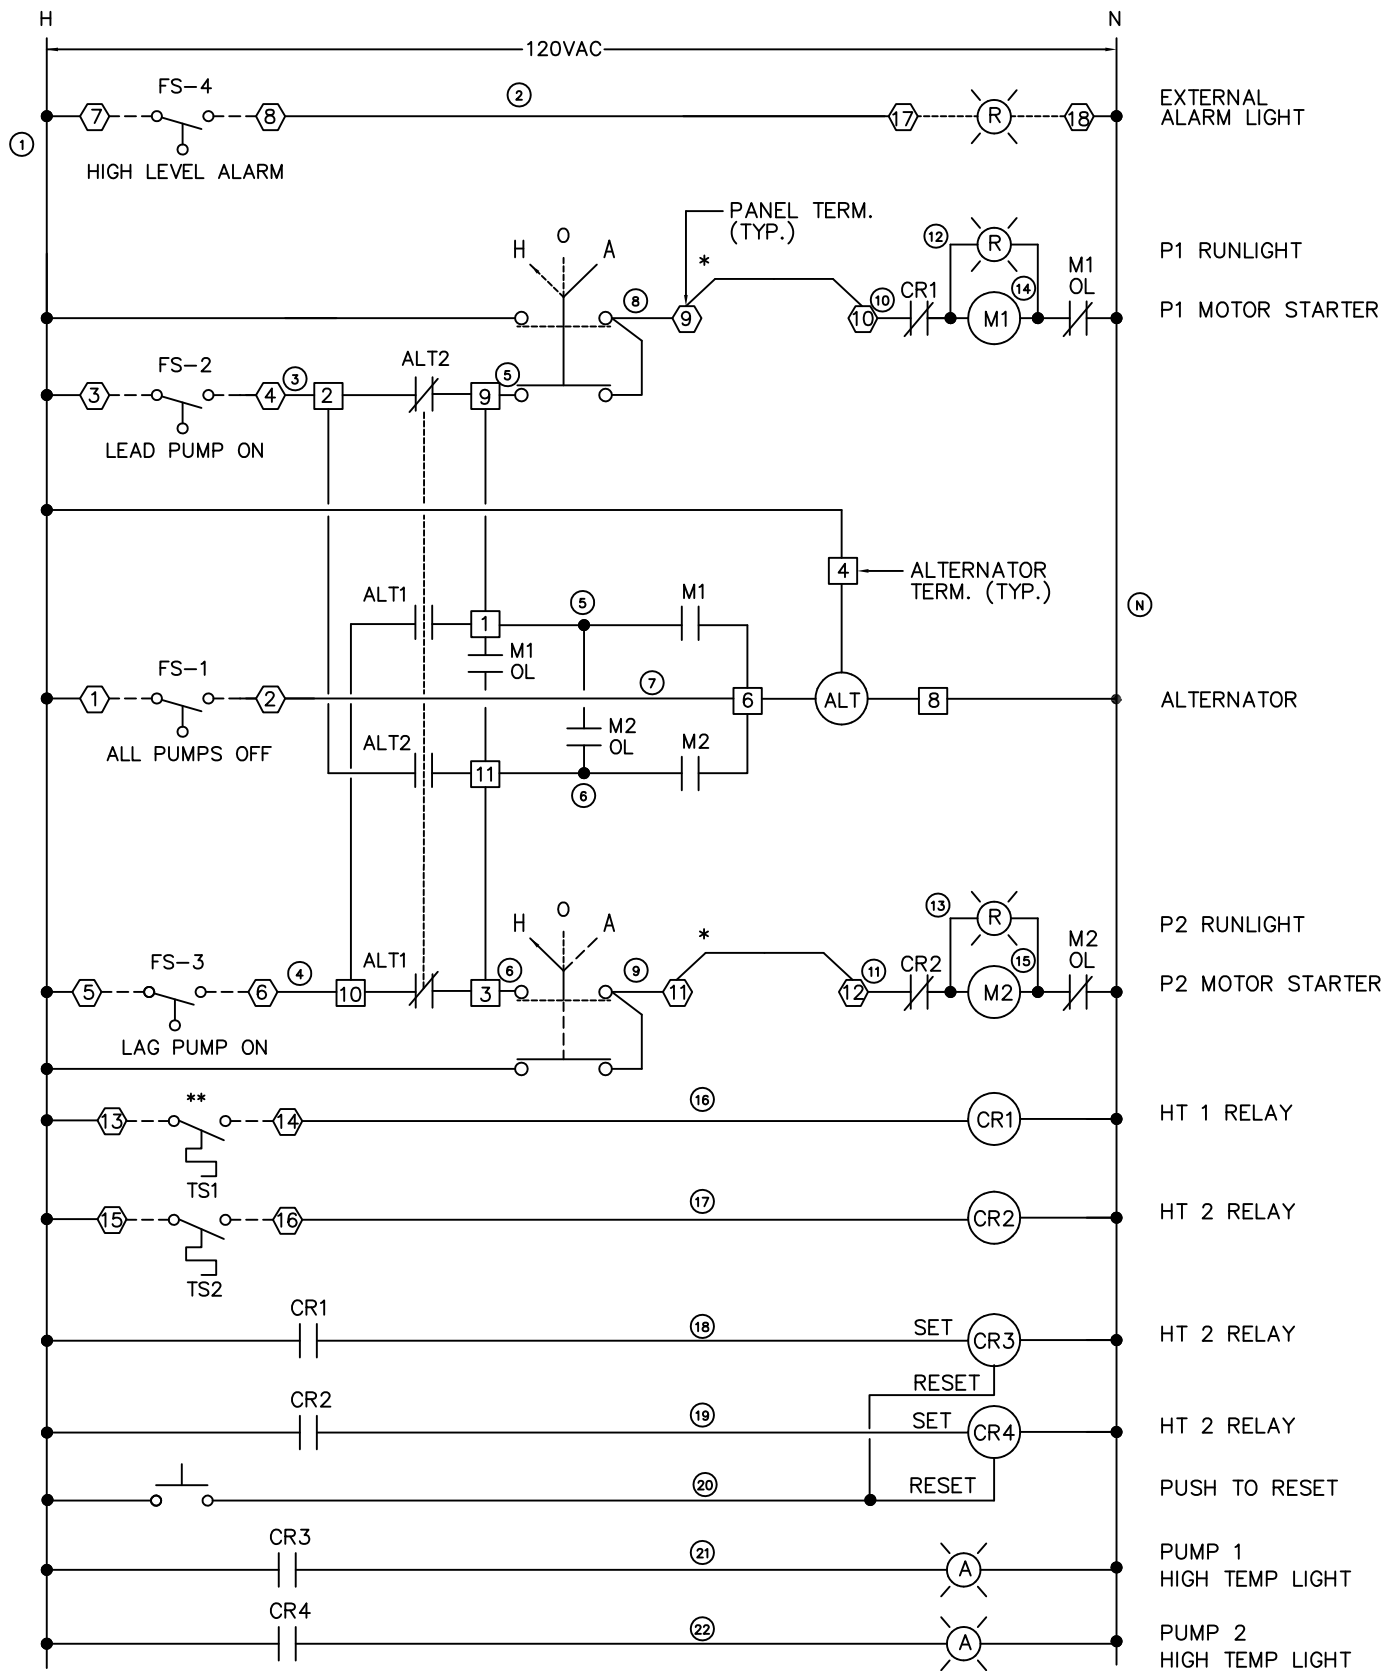 H N
120VAC
FS-4
7 8 2 17 R 18
EXTERNAL
ALARM LIGHT
1
HIGH LEVEL ALARM
PANEL TERM.
(TYP.)
H O A
*
12 R
P1 RUNLIGHT
M1
OL
8 9 10 10 CR1 M1 14
P1 MOTOR STARTER
FS-2
ALT2
3 4 3 2 9 5
LEAD PUMP ON
4
ALTERNATOR
TERM. (TYP.)
ALT1 1 5 M1
N
M1
OL
FS-1
1 2 7 6 ALT 8
ALTERNATOR
M2
OL
ALL PUMPS OFF
ALT2 11 6 M2
H O A
*
13 R
P2 RUNLIGHT
M2
OL
FS-3
ALT1
5 6 4 10 3 6 9 11 12 11 CR2 M2 15
P2 MOTOR STARTER
LAG PUMP ON
**
13 14 16 CR1
HT 1 RELAY
TS1
15 16 17 CR2
HT 2 RELAY
TS2
CR1 18 SET CR3
HT 2 RELAY
RESET
CR2 19 SET CR4
HT 2 RELAY
20 RESET
PUSH TO RESET
CR3 21 A
PUMP 1
HIGH TEMP LIGHT
CR4 22 A
PUMP 2
HIGH TEMP LIGHT